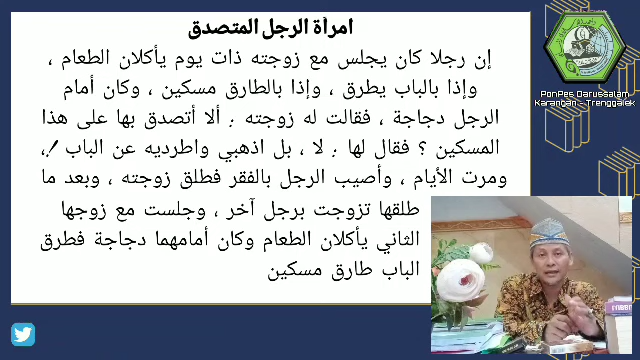 امرأة الرجل المتصدق
إن رجلا كان يجلس مع زوجته ذات يوم يأكلان الطعام ،
وإذا بالباب يطرق ، وإذا بالطارق مسكين ، وكان أمام
الرجل دجاجة ، فقالت له زوجته : ألا أتصدق بها على هذا
المسكين ؟ فقال لها : لا ، بل اذهبي واطرديه عن الباب !،
ومرت الأيام ، وأصيب الرجل بالفقر فطلق زوجته ، وبعد ما
طلقها تزوجت برجل آخر ، وجلست مع زوجها
الثاني يأكلان الطعام وكان أمامهما دجاجة فطرق
الباب طارق مسكين
PonPes Darussalam
Karangan - Trenggalek